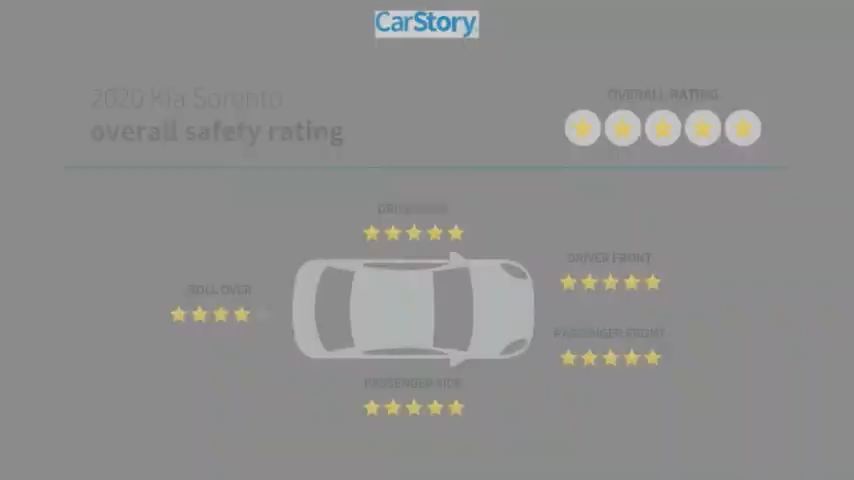 CarStory
2020 Kia Sorento
overall safety rating
OVERALL RATING
DRIVER SIDE
DRIVER FRONT
ROLL OVER
PASSENGER FRONT
PASSENGER SIDE